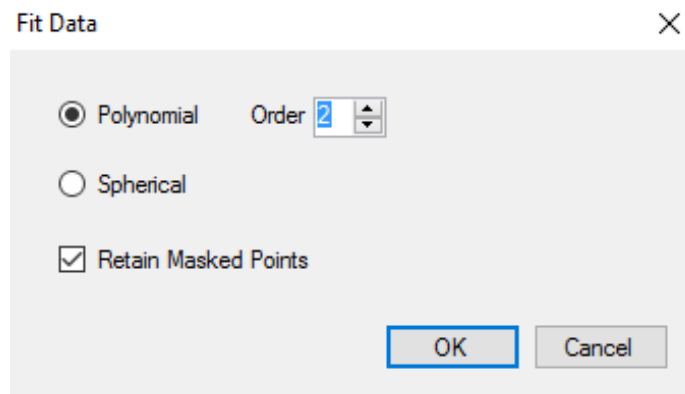 Fit Data
Polynomial Order 2
Spherical
Retain Masked Points
OK Cancel